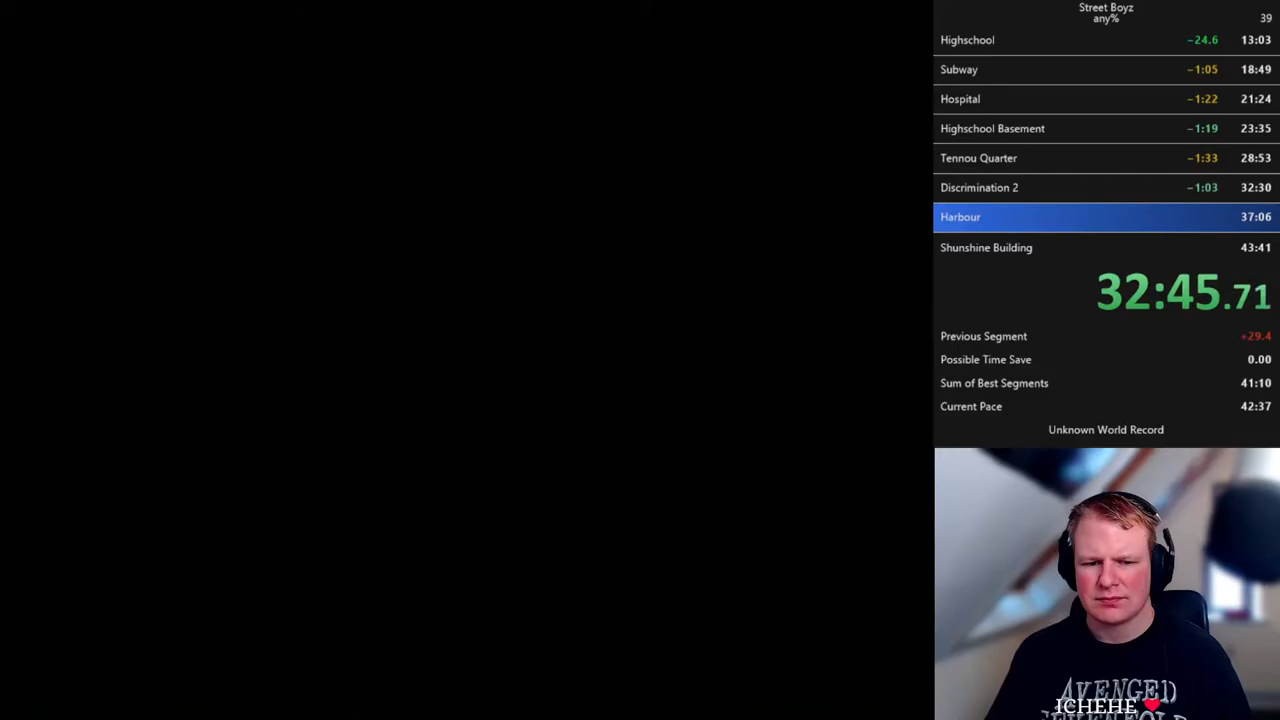 Street Boyz
any%
39
Highschool −24.6 13:03
Subway −1:05 18:49
Hospital −1:22 21:24
Highschool Basement −1:19 23:35
Tennou Quarter −1:33 28:53
Discrimination 2 −1:03 32:30
Harbour 37:06
Shunshine Building 43:41
32:45.71
Previous Segment +29.4
Possible Time Save 0.00
Sum of Best Segments 41:10
Current Pace 42:37
Unknown World Record
AVENGED
ICHEHE ❤